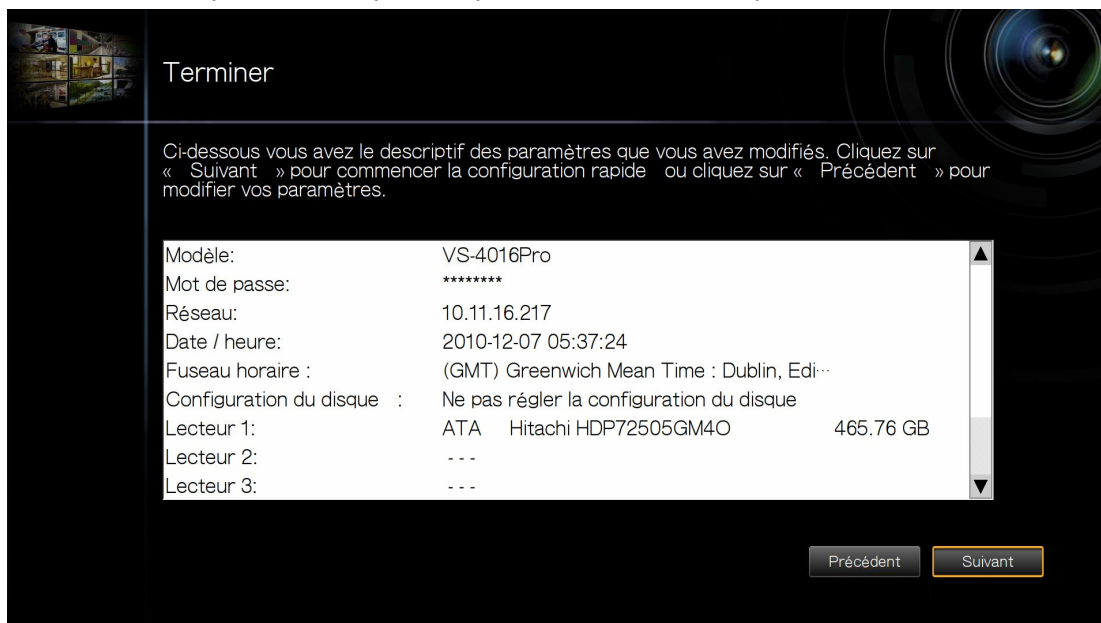 Terminer
Ci-dessous vous avez le descriptif des paramètres que vous avez modifiés. Cliquez sur
« Suivant » pour commencer la configuration rapide ou cliquez sur « Précédent » pour
modifier vos paramètres.
Modèle: VS-4016Pro
Mot de passe: ********
Réseau: 10.11.16.217
Date / heure: 2010-12-07 05:37:24
Fuseau horaire : (GMT) Greenwich Mean Time : Dublin, Edi...
Configuration du disque : Ne pas régler la configuration du disque
Lecteur 1: ATA Hitachi HDP72505GM4O 465.76 GB
Lecteur 2: - - -
Lecteur 3: - - -
Précédent Suivant